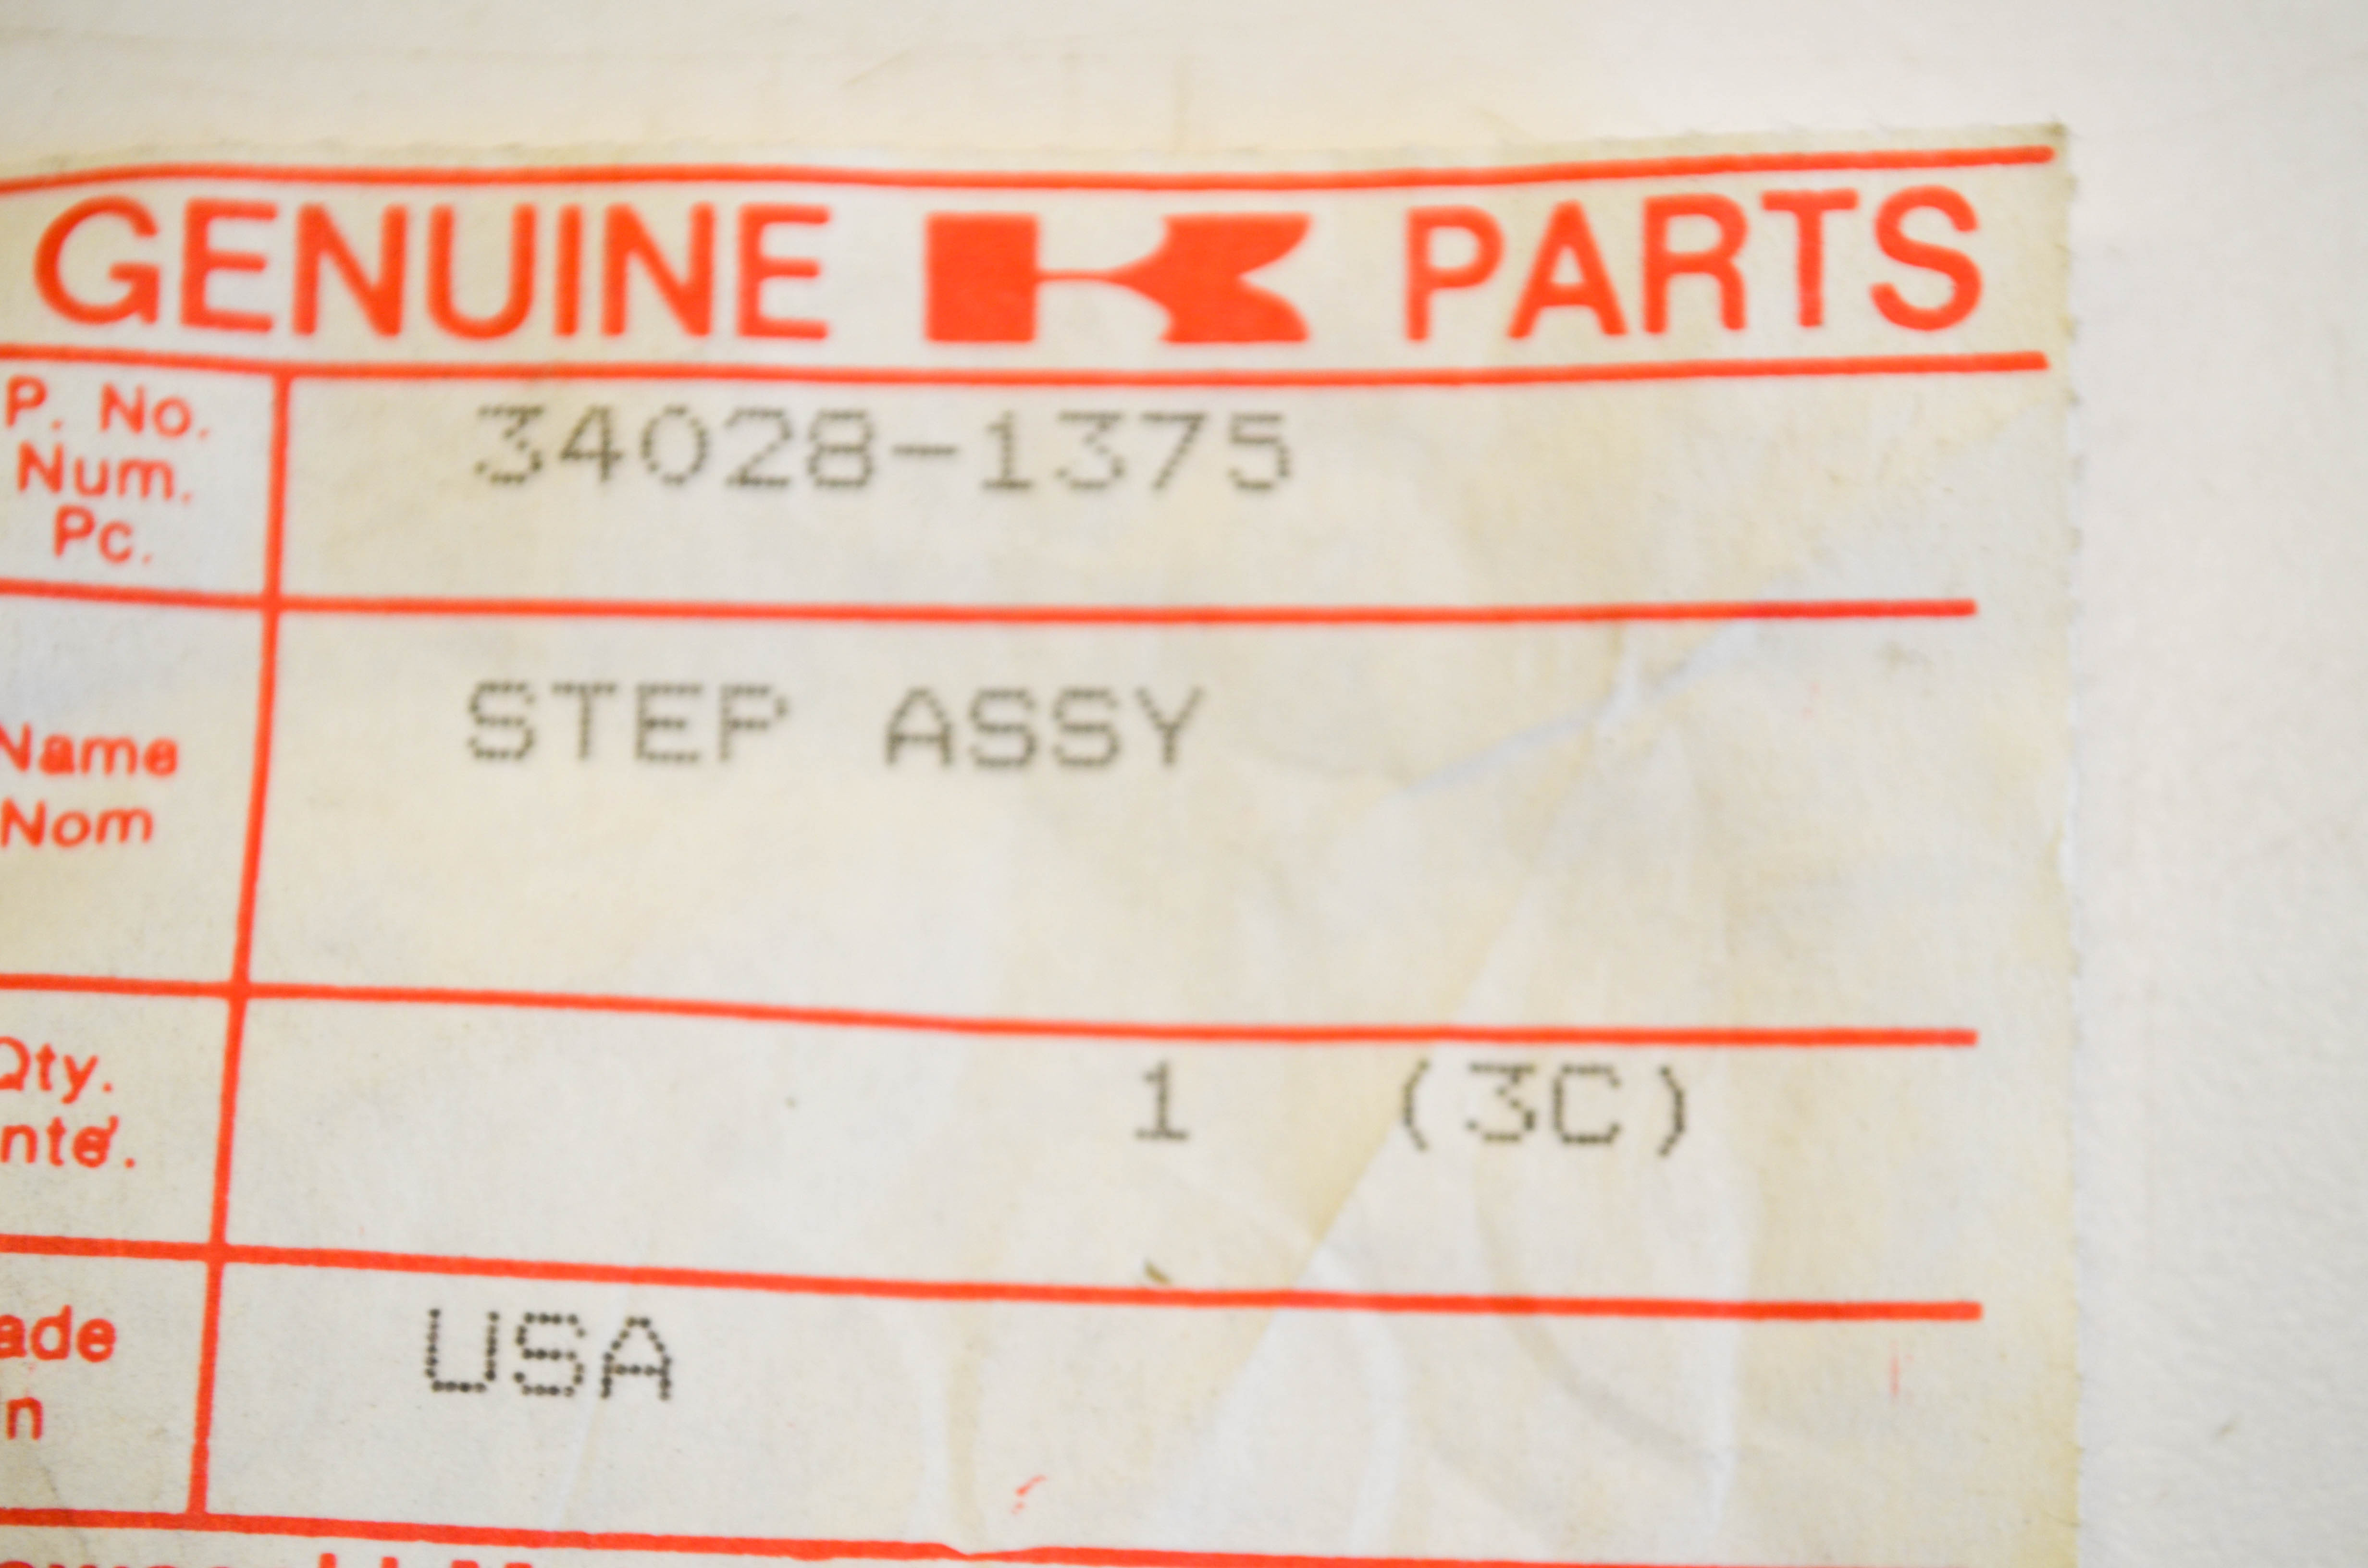 GENUINE K PARTS
P. No. 34028-1375
Num.
Pc.
STEP ASSY
Name
Nom
1 (3C)
Qty.
USA